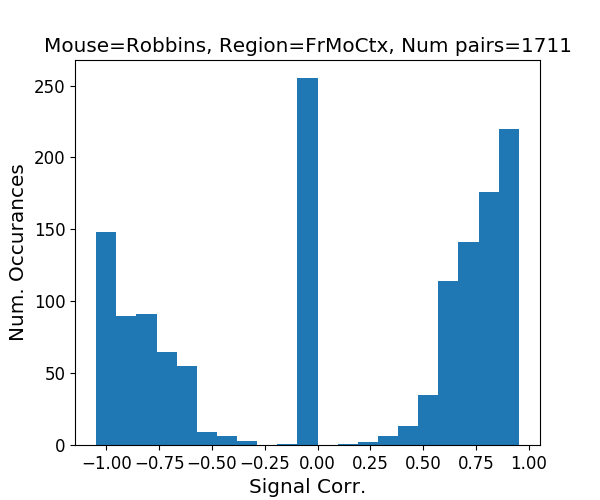 Mouse=Robbins, Region=FrMoCtx, Num pairs=1711
Num. Occurances
250
200
150
100
50
0
−1.00 −0.75 −0.50 −0.25 0.00 0.25 0.50 0.75 1.00
Signal Corr.